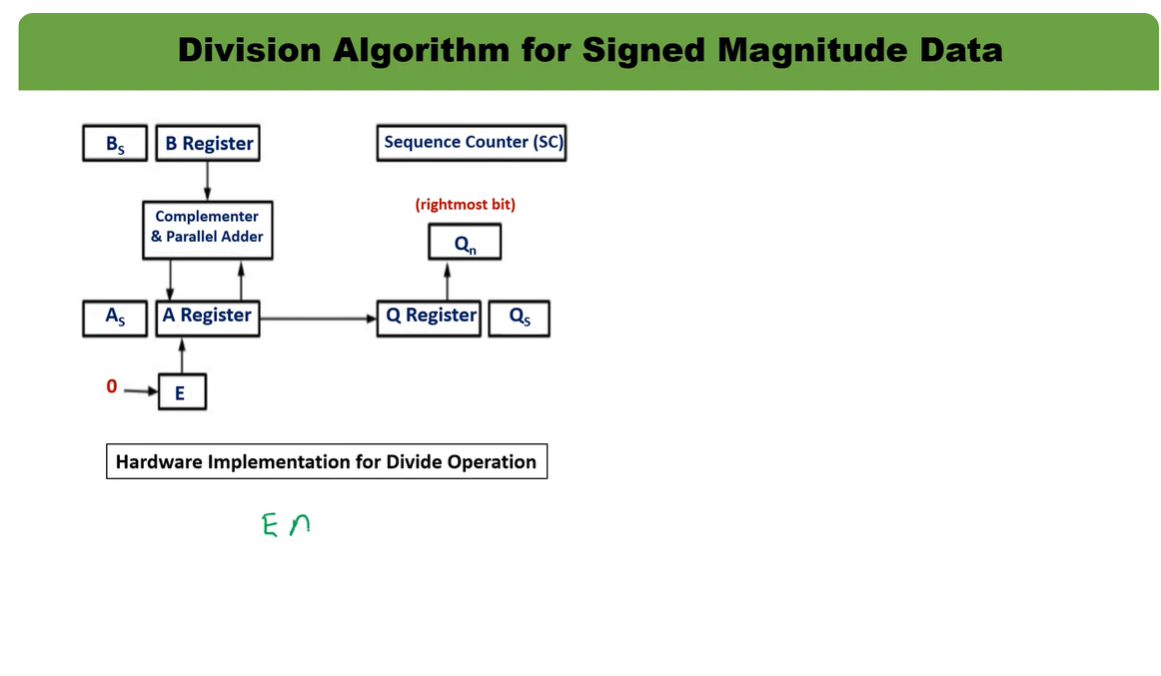 Division Algorithm for Signed Magnitude Data
Bs
B Register
Sequence Counter (SC)
Complementer
& Parallel Adder
(rightmost bit)
Qn
As
A Register
Q Register
Qs
0
E
Hardware Implementation for Divide Operation
E n